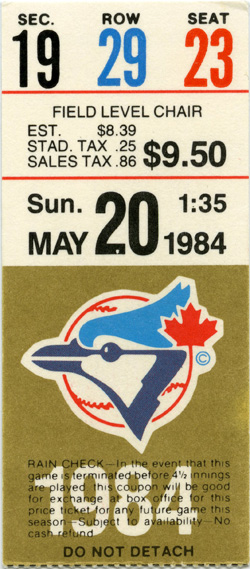 SEC. ROW SEAT
19 29 23
FIELD LEVEL CHAIR
EST. $8.39
STAD. TAX .25
SALES TAX .86 $9.50
Sun. 1:35
MAY 20 1984
©
1984
RAIN CHECK—In the event that this
game is terminated before 4½ innings
are played, this coupon will be good
for exchange at box office for this
price ticket for any future game this
season—Subject to availability—No
cash refund.
DO NOT DETACH